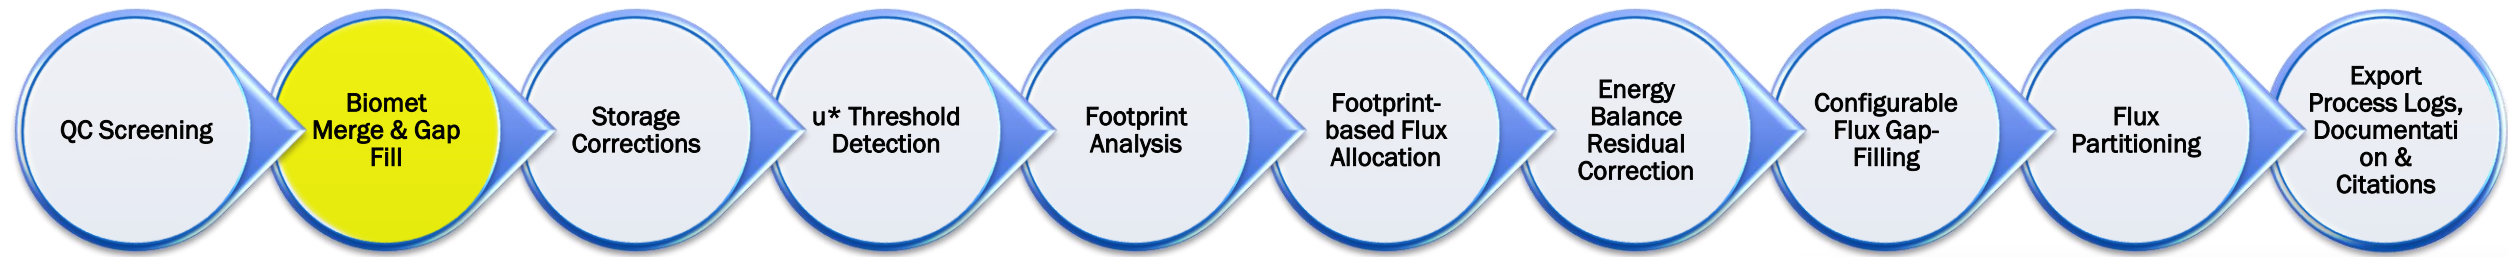 QC Screening
Biomet
Merge & Gap
Fill
Storage
Corrections
u* Threshold
Detection
Footprint
Analysis
Footprint-
based Flux
Allocation
Energy
Balance
Residual
Correction
Configurable
Flux Gap-
Filling
Flux
Partitioning
Export
Process Logs,
Documentati
on &
Citations